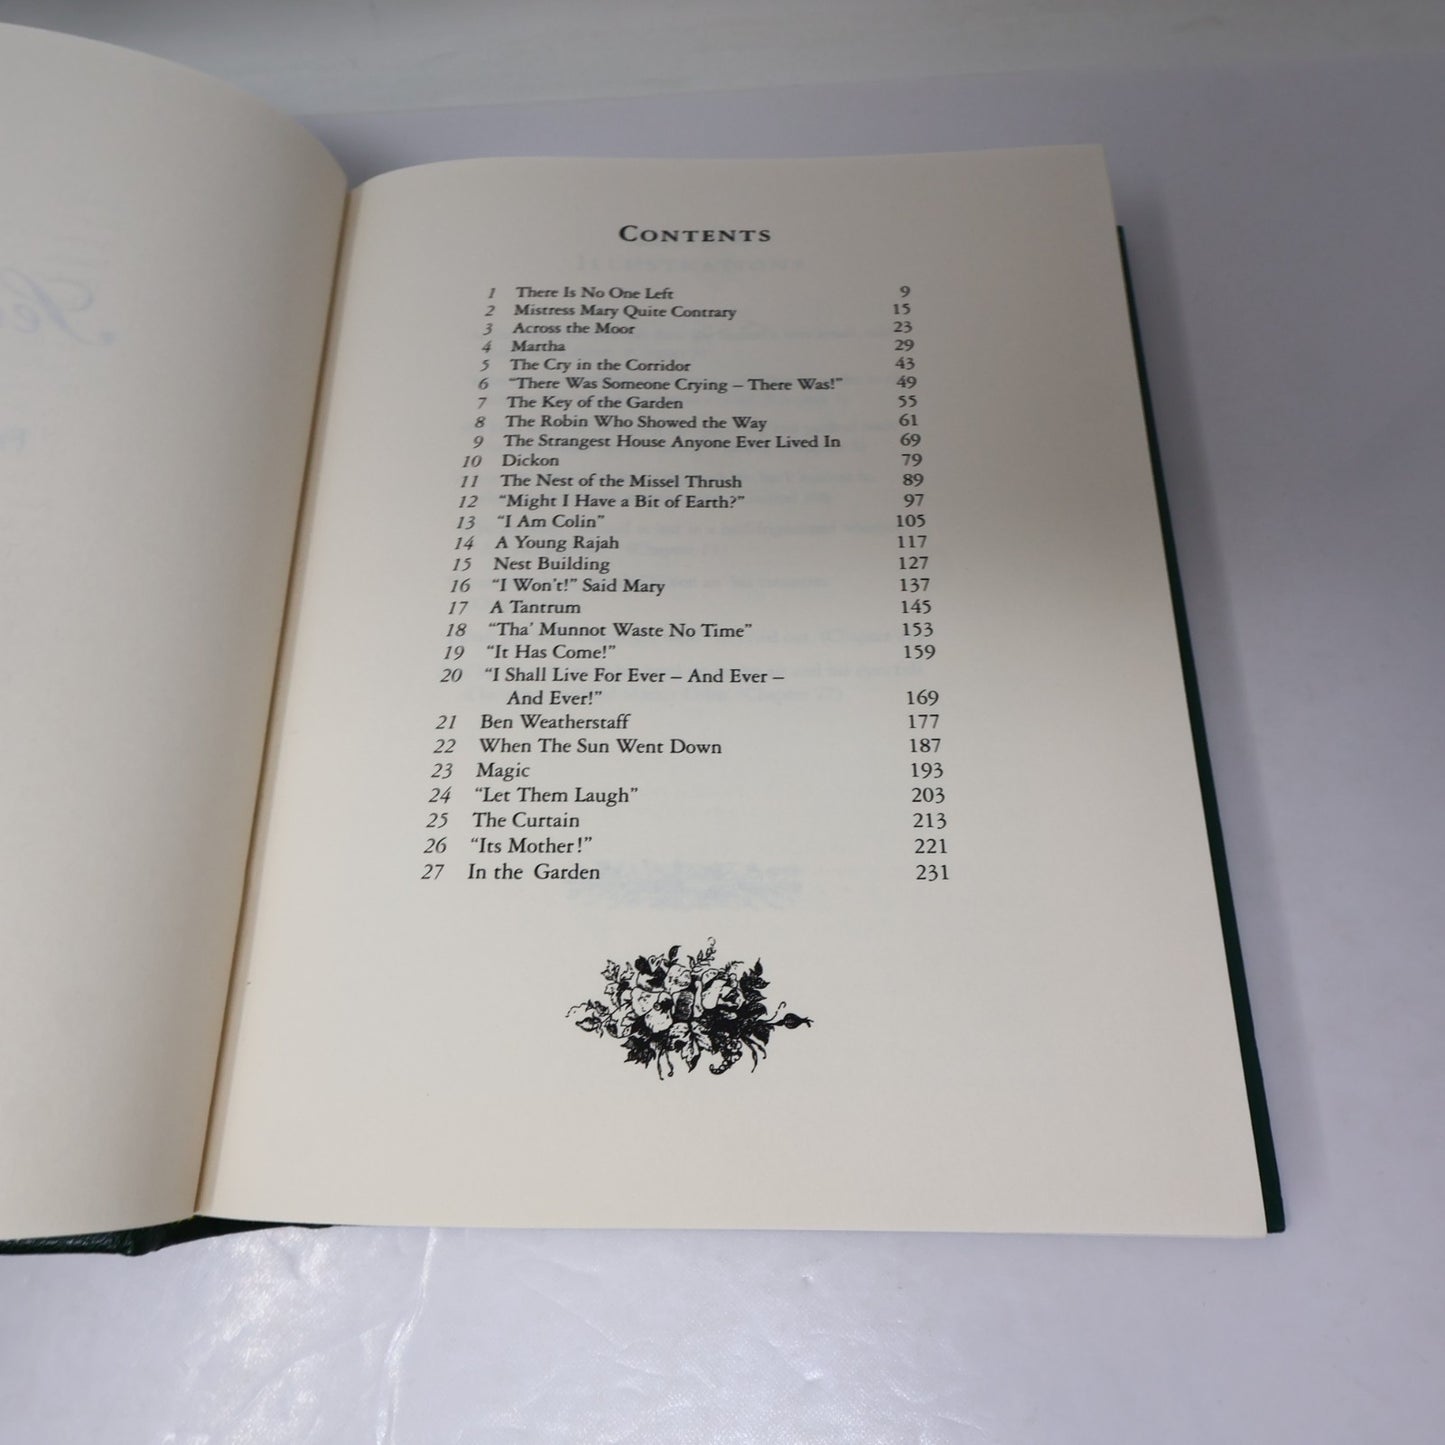 CONTENTS
1 There Is No One Left 9
2 Mistress Mary Quite Contrary 15
3 Across the Moor 23
4 Martha 29
5 The Cry in the Corridor 43
6 “There Was Someone Crying – There Was!” 49
7 The Key of the Garden 55
8 The Robin Who Showed the Way 61
9 The Strangest House Anyone Ever Lived In 69
10 Dickon 79
11 The Nest of the Missel Thrush 89
12 “Might I Have a Bit of Earth?” 97
13 “I Am Colin” 105
14 A Young Rajah 117
15 Nest Building 127
16 “I Won't!” Said Mary 137
17 A Tantrum 145
18 “Tha’ Munnot Waste No Time” 153
19 “It Has Come!” 159
20 “I Shall Live For Ever – And Ever –
And Ever!” 169
21 Ben Weatherstaff 177
22 When The Sun Went Down 187
23 Magic 193
24 “Let Them Laugh” 203
25 The Curtain 213
26 “Its Mother!” 221
27 In the Garden 231